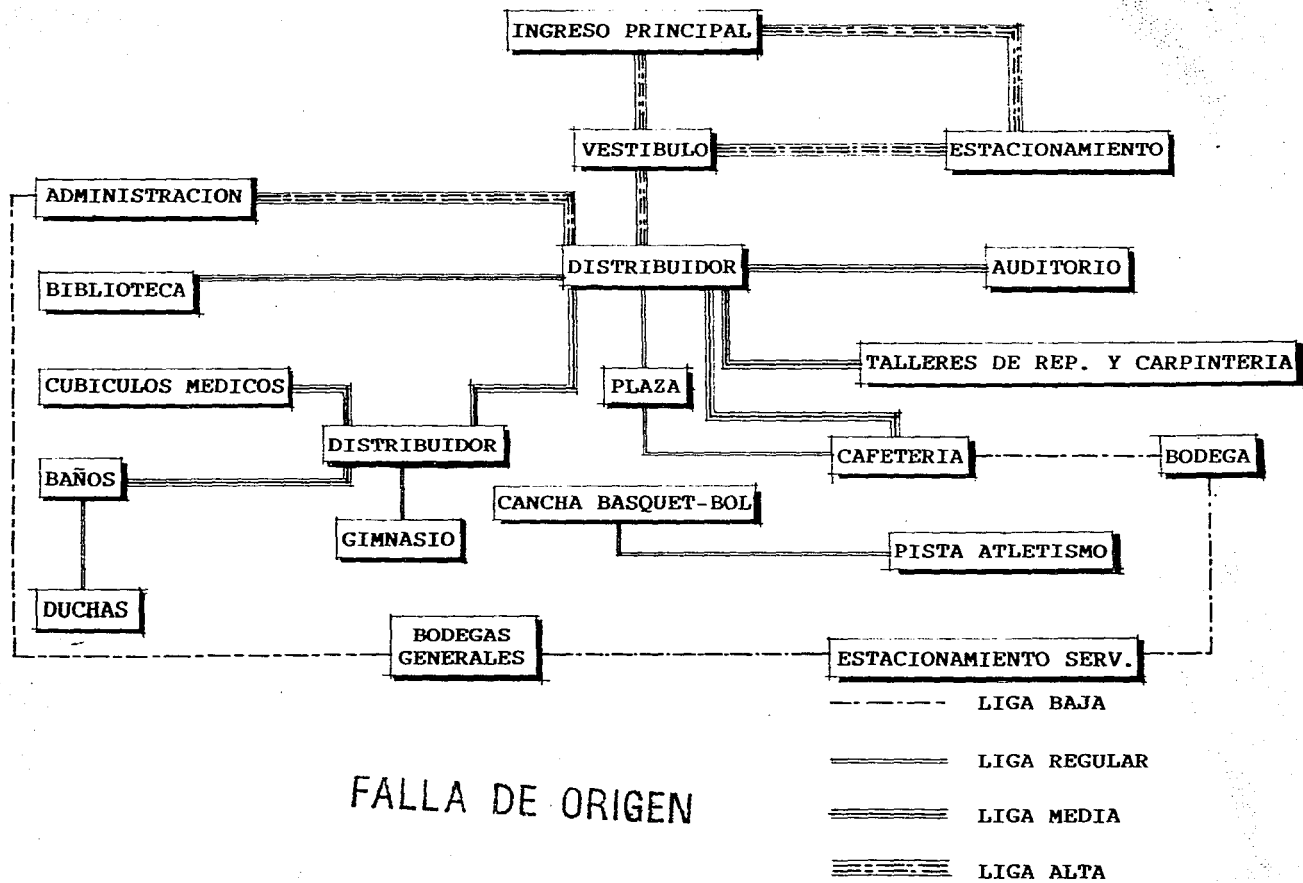 INGRESO PRINCIPAL
VESTIBULO
ESTACIONAMIENTO
ADMINISTRACION
DISTRIBUIDOR
AUDITORIO
BIBLIOTECA
TALLERES DE REP. Y CARPINTERIA
CUBICULOS MEDICOS
PLAZA
DISTRIBUIDOR
CAFETERIA
BODEGA
BAÑOS
CANCHA BASQUET-BOL
GIMNASIO
PISTA ATLETISMO
DUCHAS
BODEGAS
GENERALES
ESTACIONAMIENTO SERV.
LIGA BAJA
LIGA REGULAR
LIGA MEDIA
LIGA ALTA
FALLA DE ORIGEN